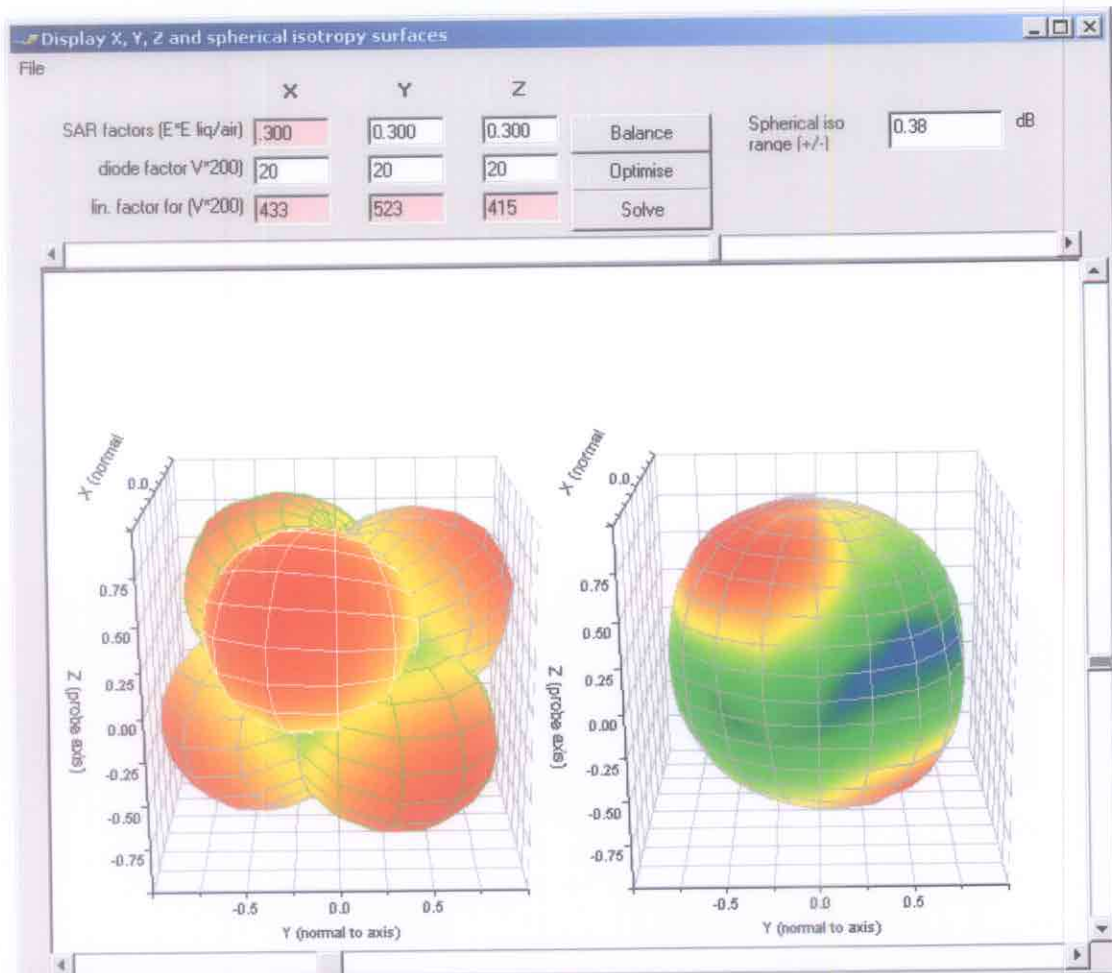 Display X, Y, Z and spherical isotropy surfaces
File
X Y Z
SAR factors (E*E liq/air) .300 0.300 0.300 Balance
Spherical iso range (+/-) 0.38 dB
diode factor V*200) 20 20 20 Optimise
lin. factor for (V*200) 433 523 415 Solve
X (normal
0.0
0.75
0.50
0.25
0.00
-0.25
-0.50
-0.75
Z (probe axis)
-0.5 0.0 0.5
Y (normal to axis)
X (normal
0.0
0.75
0.50
0.25
0.00
-0.25
-0.50
-0.75
Z (probe axis)
-0.5 0.0 0.5
Y (normal to axis)